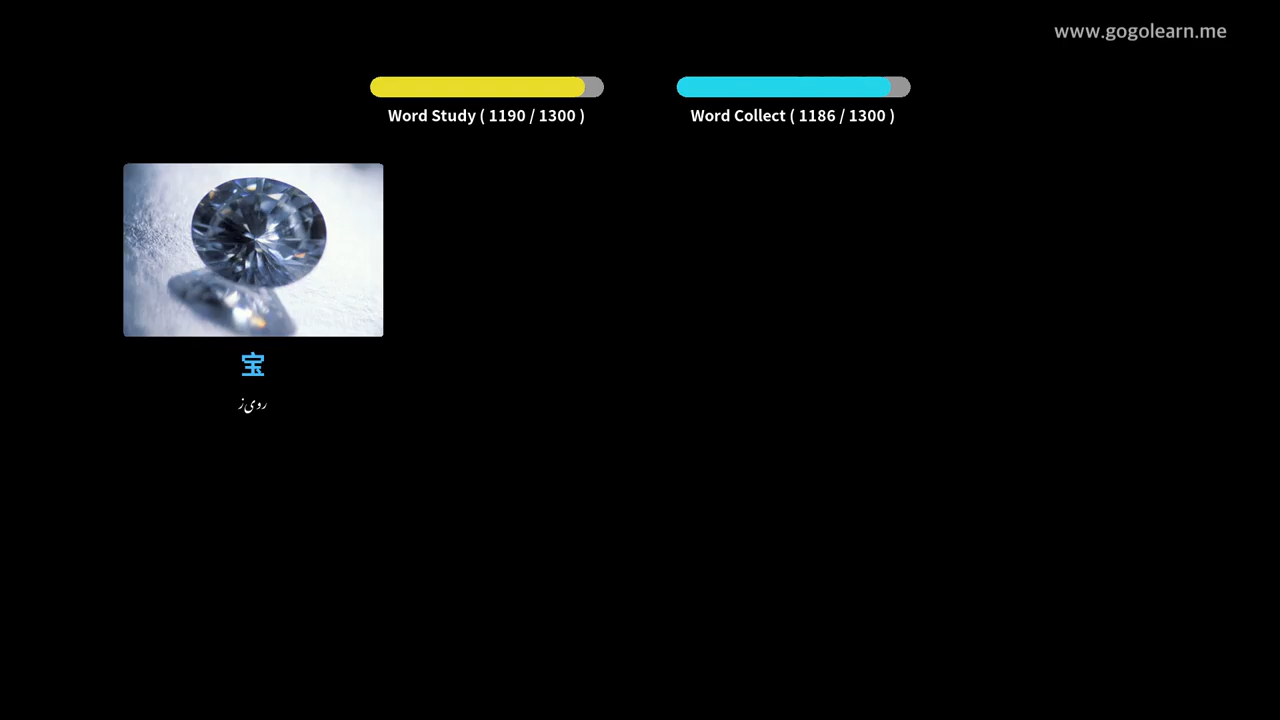 www.gogolearn.me
Word Study ( 1190 / 1300 )
Word Collect ( 1186 / 1300 )
宝
روی‌ز